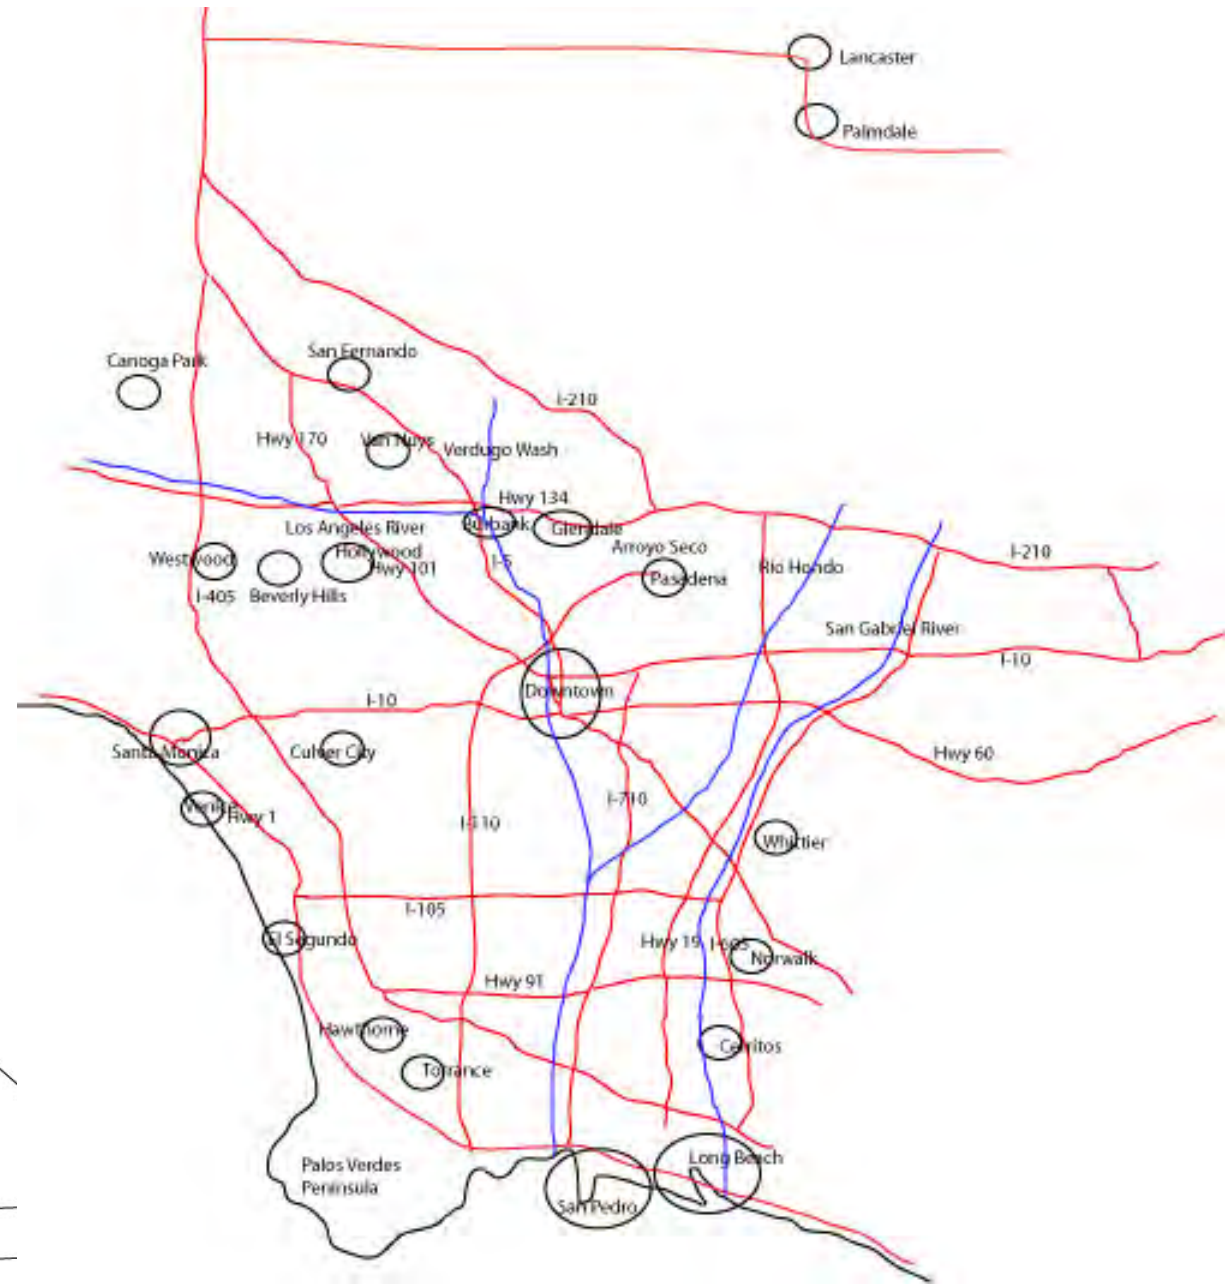 Lancaster
Palmdale
San Fernando
Canoga Park
I-210
Hwy 170
Van Nuys
Verdugo Wash
Hwy 134
Los Angeles River
Burbank
Glendale
Arroyo Seco
I-210
Westwood
Hollywood
Hwy 101
I-5
Pasadena
Rio Hondo
I-405
Beverly Hills
San Gabriel River
I-10
Downtown
I-10
Santa Monica
Culver City
Hwy 60
Venice
Hwy 1
I-110
I-710
Whittier
I-105
El Segundo
Hwy 19
I-605
Norwalk
Hwy 91
Hawthorne
Cerritos
Torrance
Palos Verdes
Peninsula
Long Beach
San Pedro